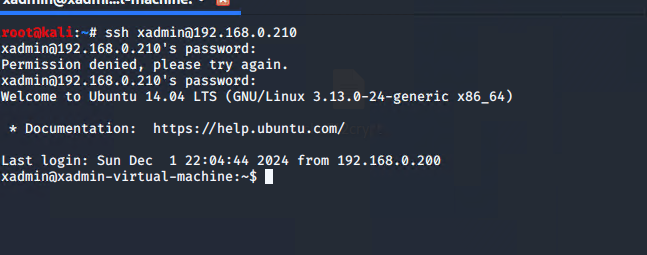 xadmin@xadmi...l-machine: ~
root@kali:~# ssh xadmin@192.168.0.210
xadmin@192.168.0.210's password:
Permission denied, please try again.
xadmin@192.168.0.210's password:
Welcome to Ubuntu 14.04 LTS (GNU/Linux 3.13.0-24-generic x86_64)
* Documentation:  https://help.ubuntu.com/
Last login: Sun Dec  1 22:04:44 2024 from 192.168.0.200
xadmin@xadmin-virtual-machine:~$